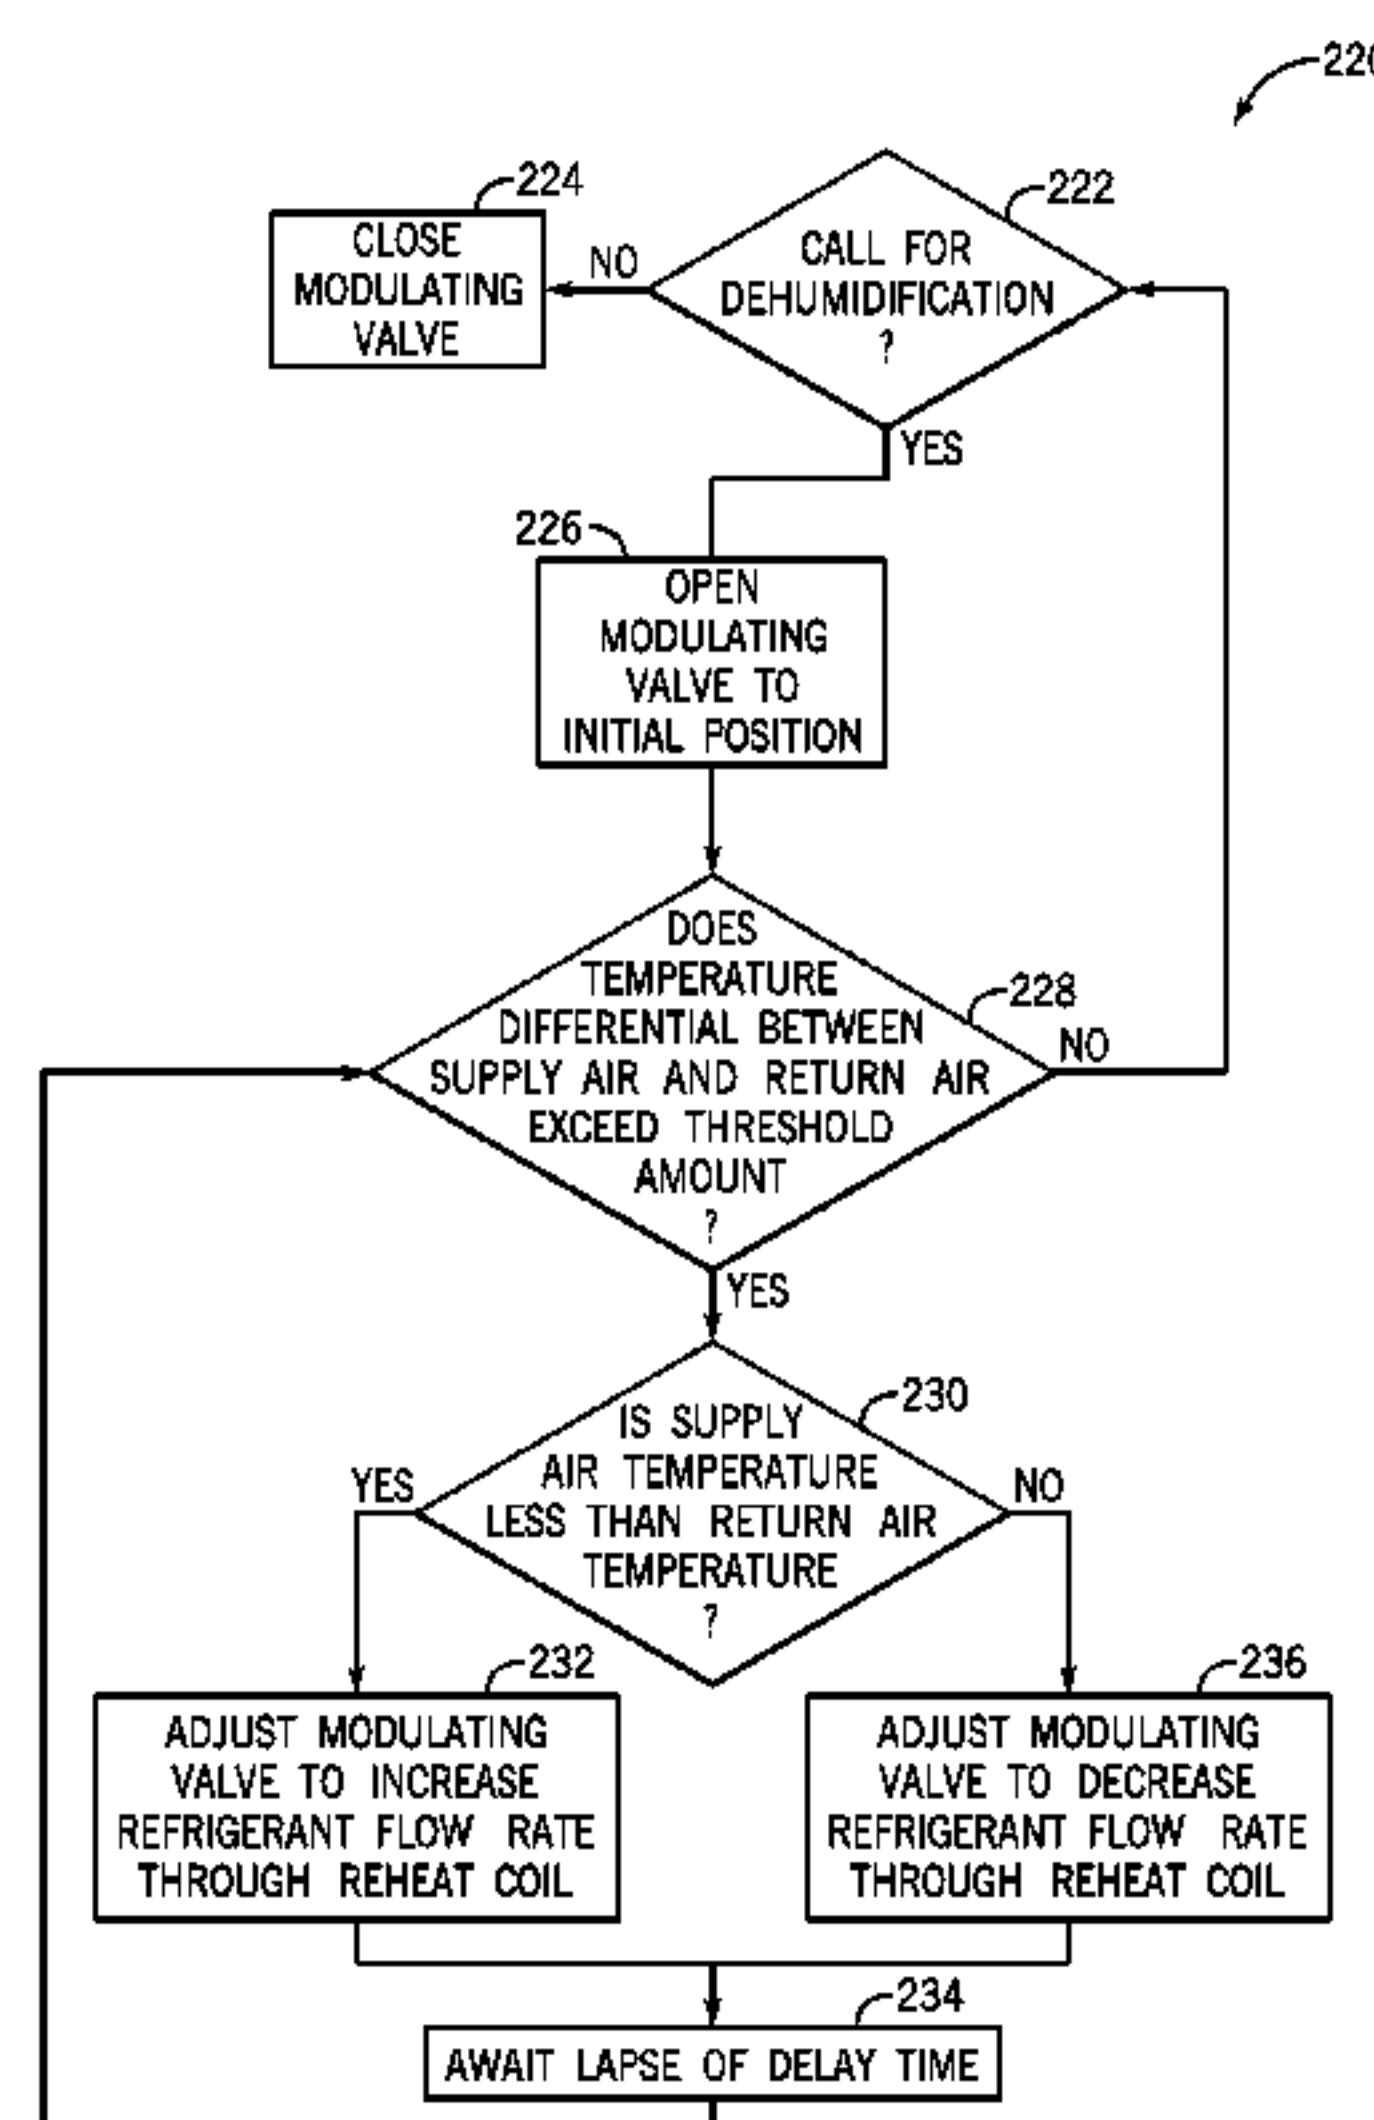 220
224
CLOSE
MODULATING
VALVE
NO
222
CALL FOR
DEHUMIDIFICATION
?
YES
226
OPEN
MODULATING
VALVE TO
INITIAL POSITION
DOES
TEMPERATURE
DIFFERENTIAL BETWEEN
SUPPLY AIR AND RETURN AIR
EXCEED THRESHOLD
AMOUNT
?
228
NO
YES
230
IS SUPPLY
AIR TEMPERATURE
LESS THAN RETURN AIR
TEMPERATURE
?
YES
NO
232
ADJUST MODULATING
VALVE TO INCREASE
REFRIGERANT FLOW RATE
THROUGH REHEAT COIL
236
ADJUST MODULATING
VALVE TO DECREASE
REFRIGERANT FLOW RATE
THROUGH REHEAT COIL
234
AWAIT LAPSE OF DELAY TIME